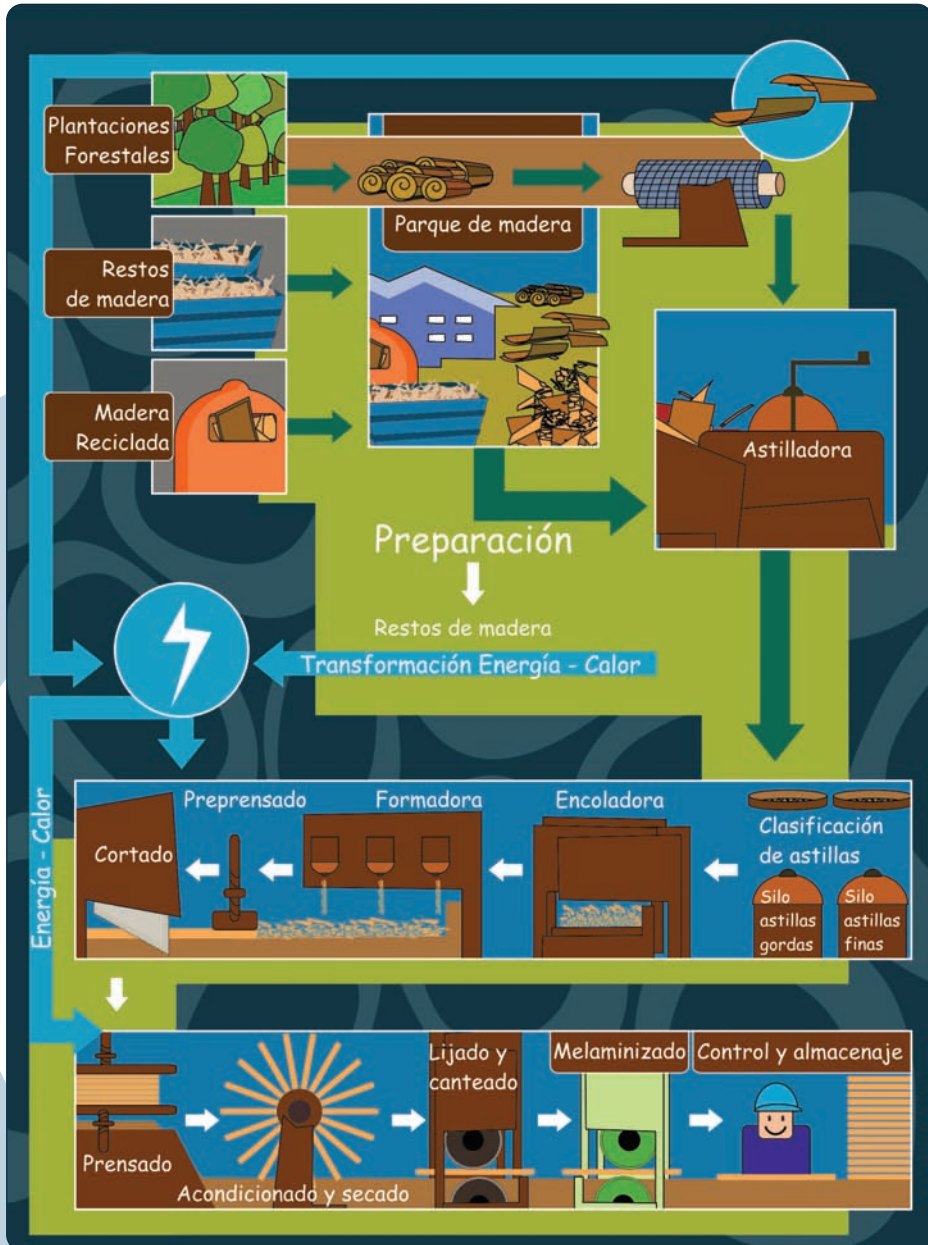 Plantaciones
Forestales
Parque de madera
Restos
de madera
Madera
Reciclada
Astilladora
Preparación
Restos de madera
Transformación Energía - Calor
Energía - Calor
Cortado
Preprensado
Formadora
Encoladora
Clasificación
de astillas
Silo
astillas
gordas
Silo
astillas
finas
Prensado
Acondicionado y secado
Lijado y
canteado
Melaminizado
Control y almacenaje